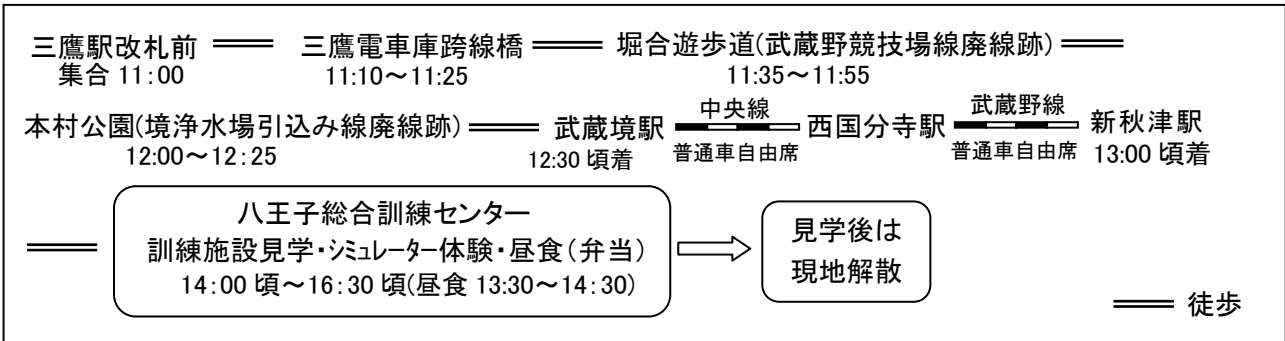 三鷹駅改札前 三鷹電車庫跨線橋 堀合遊歩道(武蔵野競技場線廃線跡)
集合 11:00 11:10～11:25 11:35～11:55
本村公園(境浄水場引込み線廃線跡) 武蔵境駅 中央線 西国分寺駅 武蔵野線 新秋津駅
12:00～12:25 12:30 頃着 普通車自由席 普通車自由席 13:00 頃着
八王子総合訓練センター
訓練施設見学・シミュレーター体験・昼食(弁当)
14:00 頃～16:30 頃(昼食 13:30～14:30)
見学後は
現地解散
徒歩